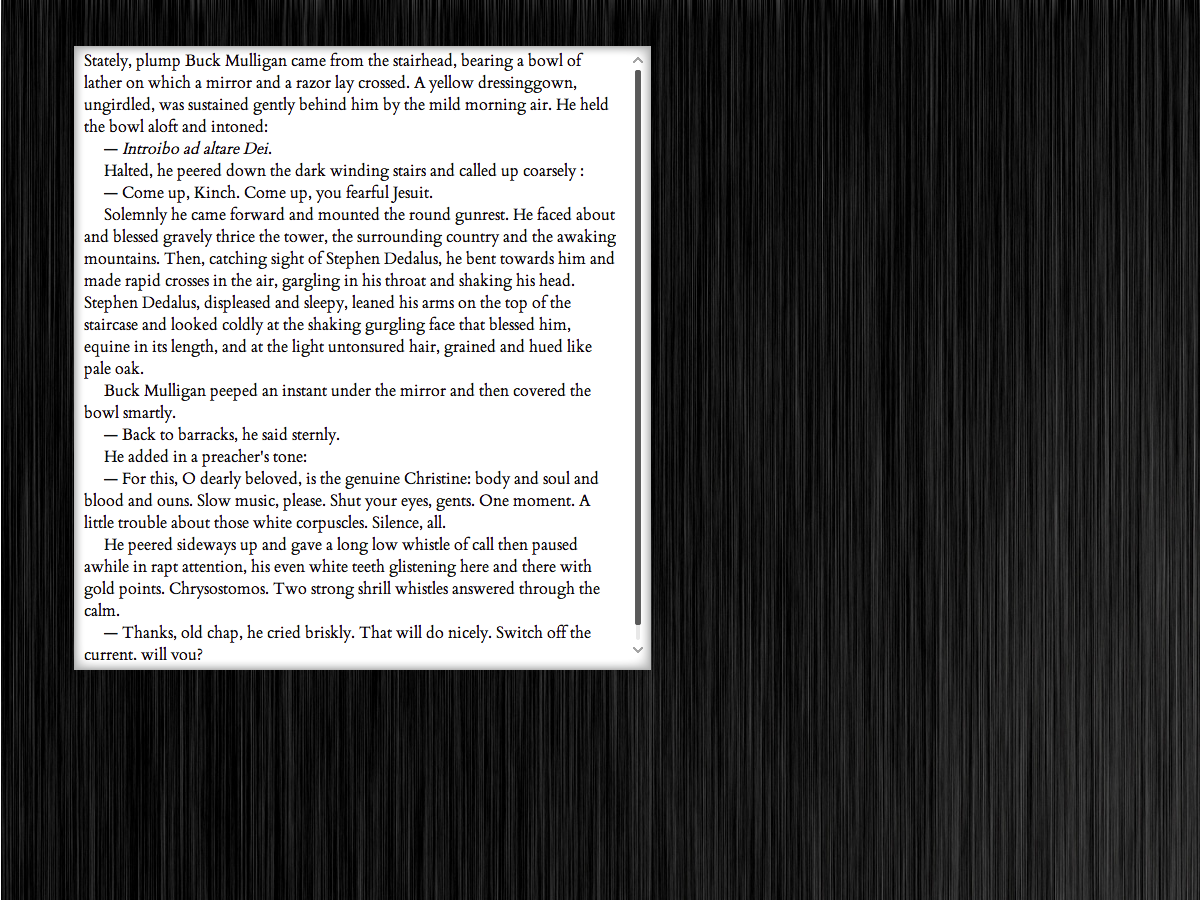 Stately, plump Buck Mulligan came from the stairhead, bearing a bowl of
lather on which a mirror and a razor lay crossed. A yellow dressinggown,
ungirdled, was sustained gently behind him by the mild morning air. He held
the bowl aloft and intoned:
— Introibo ad altare Dei.
Halted, he peered down the dark winding stairs and called up coarsely :
— Come up, Kinch. Come up, you fearful Jesuit.
Solemnly he came forward and mounted the round gunrest. He faced about
and blessed gravely thrice the tower, the surrounding country and the awaking
mountains. Then, catching sight of Stephen Dedalus, he bent towards him and
made rapid crosses in the air, gargling in his throat and shaking his head.
Stephen Dedalus, displeased and sleepy, leaned his arms on the top of the
staircase and looked coldly at the shaking gurgling face that blessed him,
equine in its length, and at the light untonsured hair, grained and hued like
pale oak.
Buck Mulligan peeped an instant under the mirror and then covered the
bowl smartly.
— Back to barracks, he said sternly.
He added in a preacher's tone:
— For this, O dearly beloved, is the genuine Christine: body and soul and
blood and ouns. Slow music, please. Shut your eyes, gents. One moment. A
little trouble about those white corpuscles. Silence, all.
He peered sideways up and gave a long low whistle of call then paused
awhile in rapt attention, his even white teeth glistening here and there with
gold points. Chrysostomos. Two strong shrill whistles answered through the
calm.
— Thanks, old chap, he cried briskly. That will do nicely. Switch off the
current. will you?